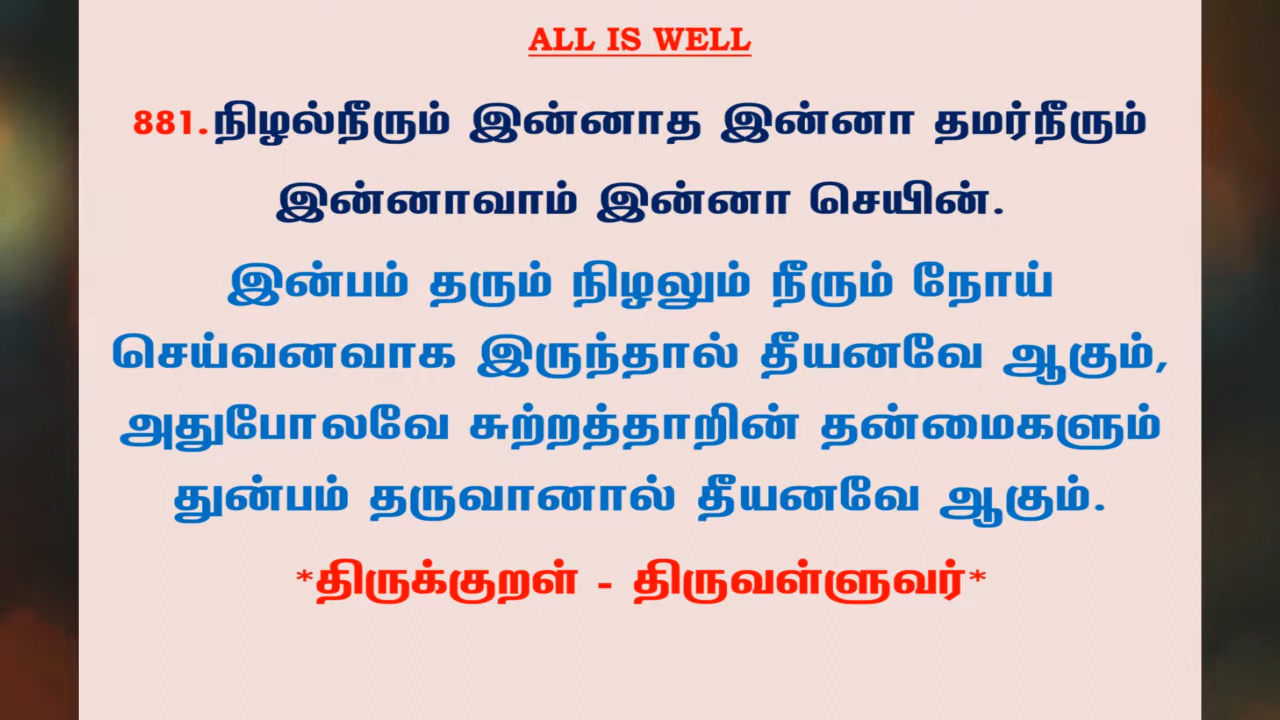 ALL IS WELL
881.நிழல்நீரும் இன்னாத இன்னா தமர்நீரும்
இன்னாவாம் இன்னா செயின்.
இன்பம் தரும் நிழலும் நீரும் நோய்
செய்வனவாக இருந்தால் தீயனவே ஆகும்,
அதுபோலவே சுற்றத்தாறின் தன்மைகளும்
துன்பம் தருவானால் தீயனவே ஆகும்.
*திருக்குறள் - திருவள்ளுவர்*